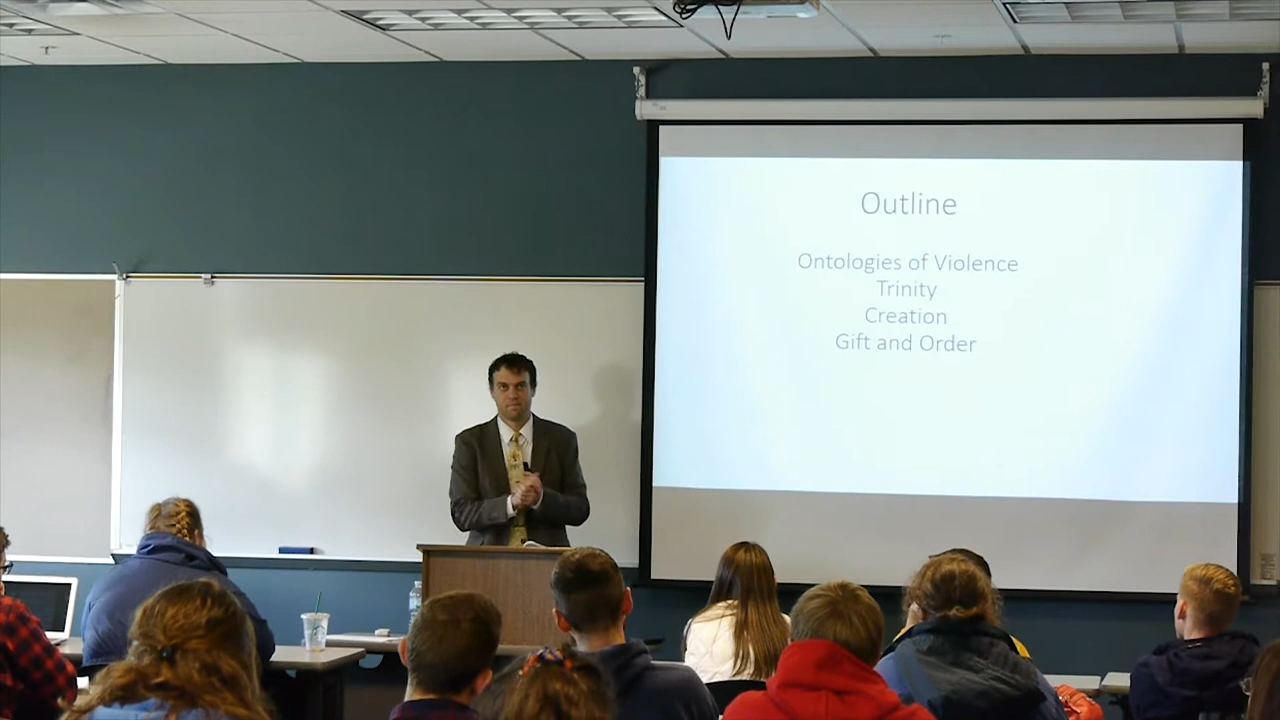 Outline
Ontologies of Violence
Trinity
Creation
Gift and Order